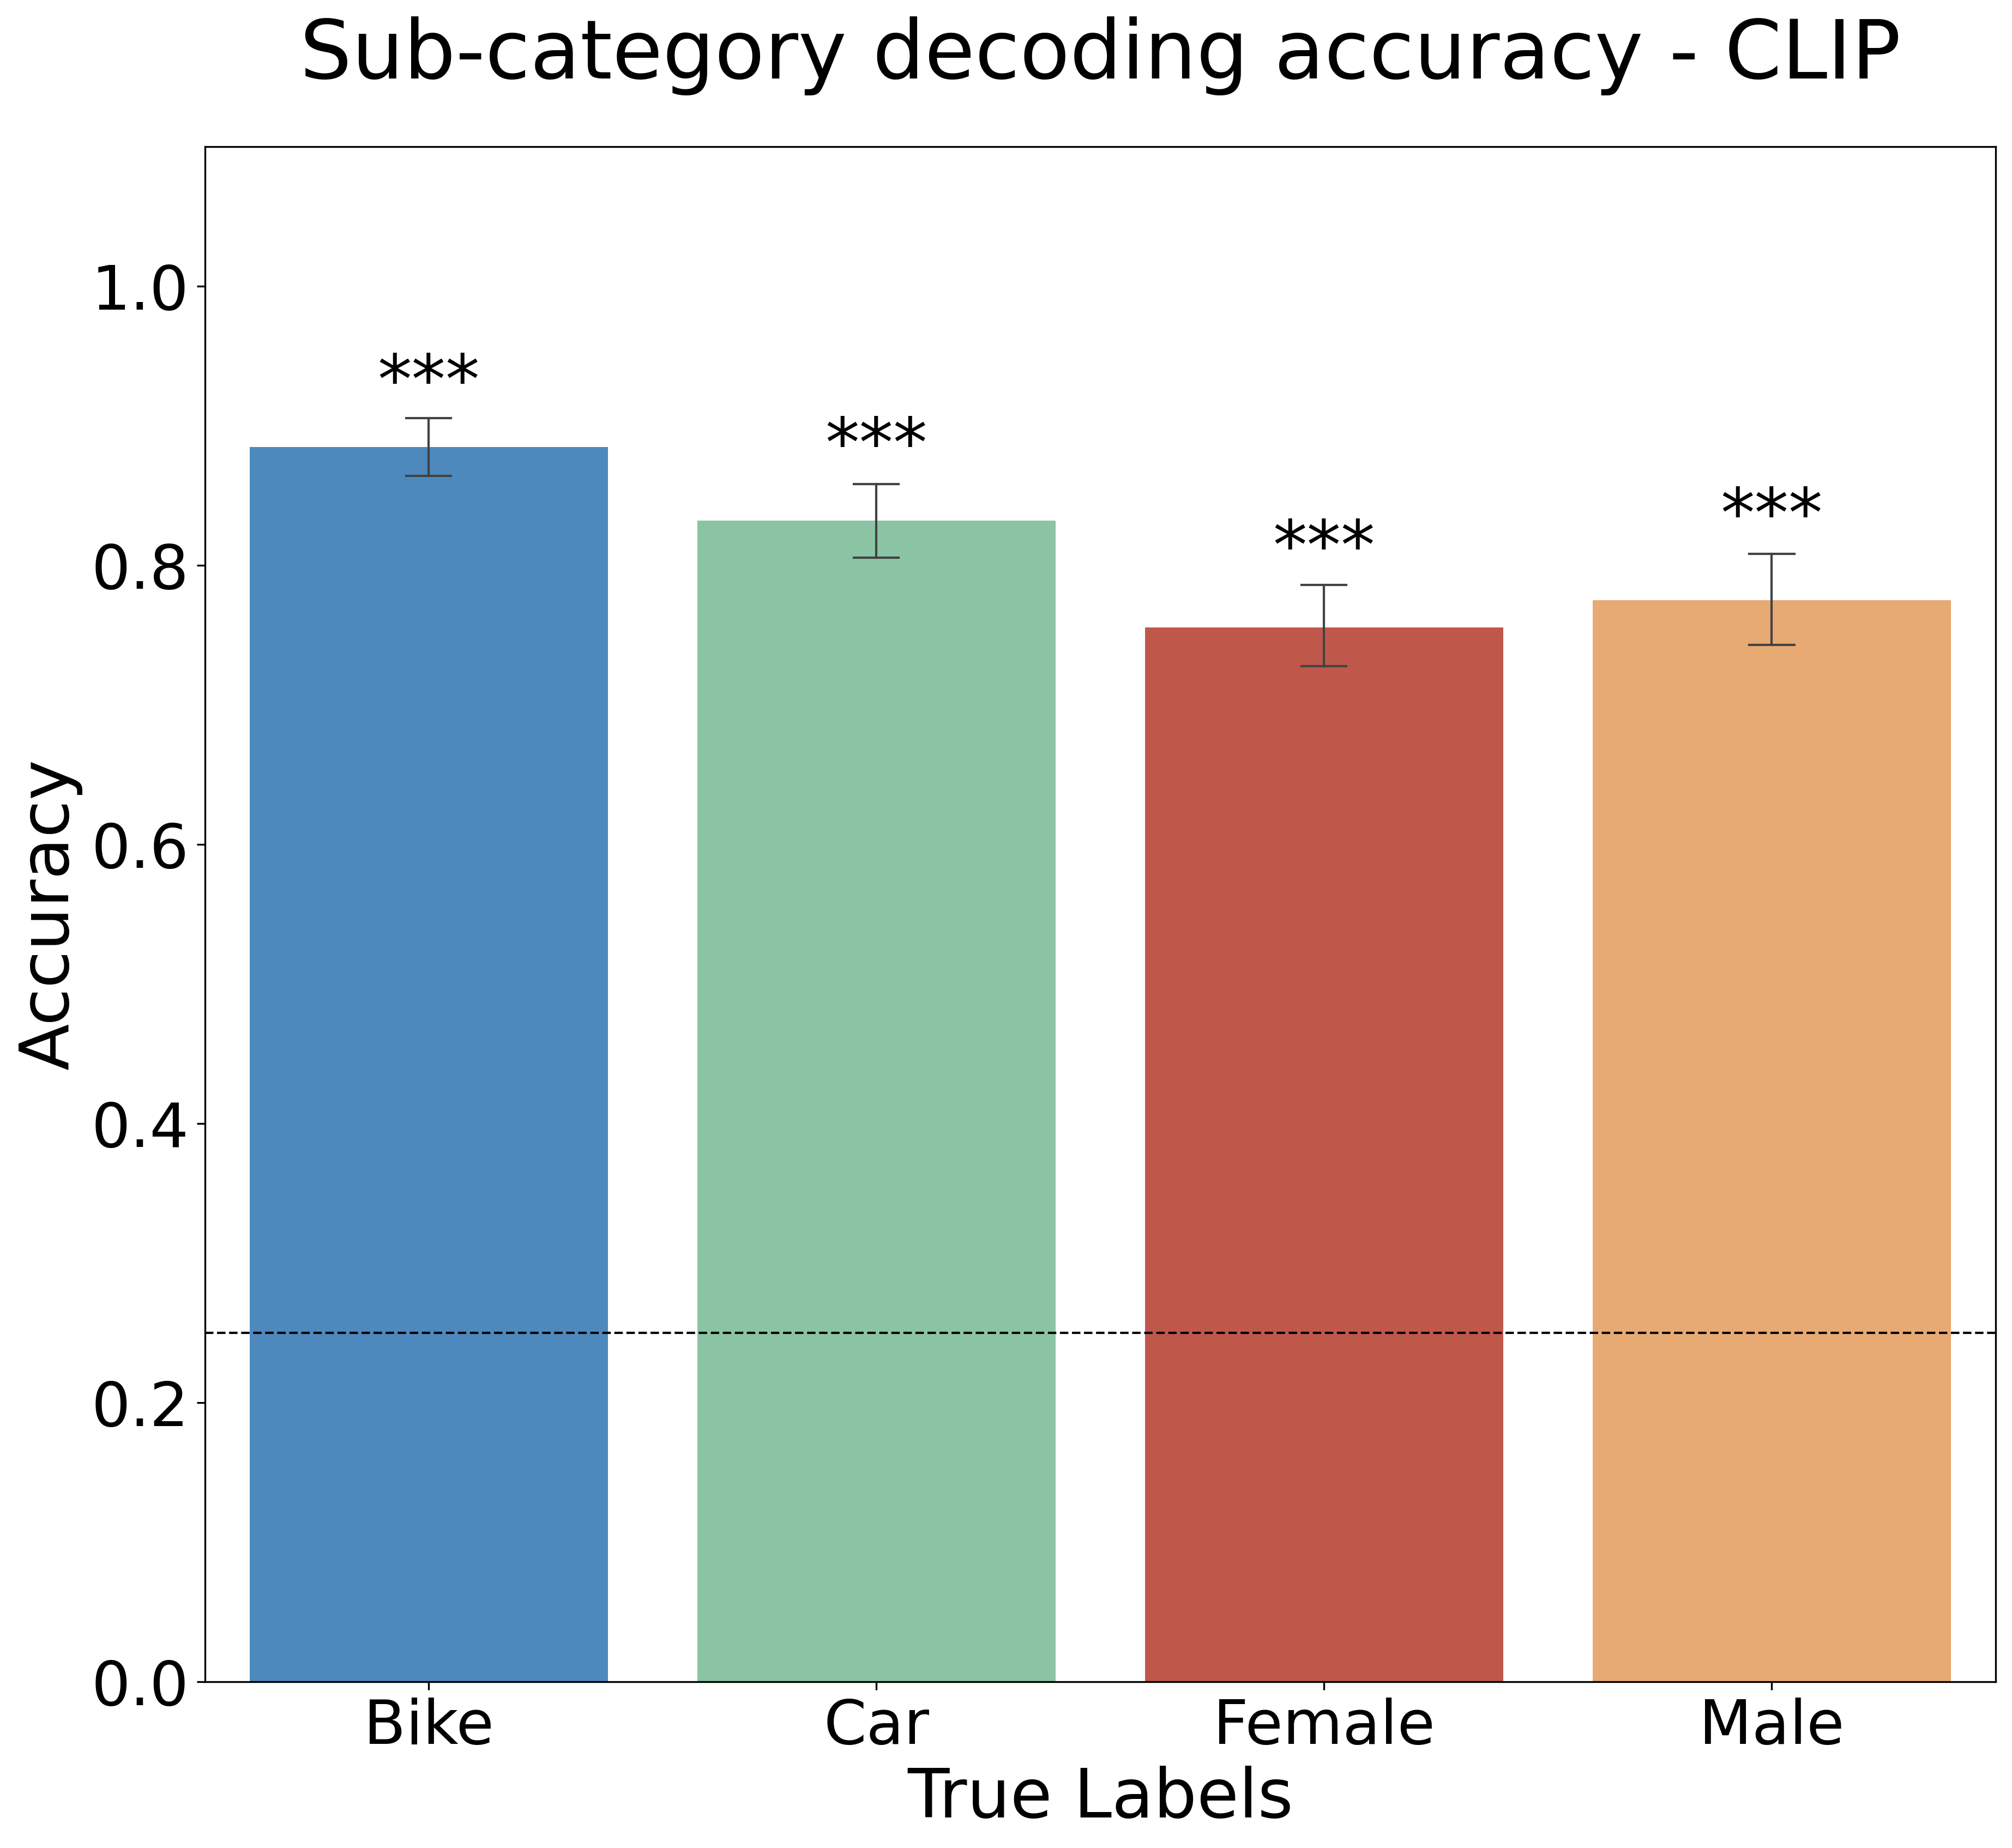 Sub-category decoding accuracy - CLIP
1.0
0.8
0.6
0.4
0.2
0.0
Accuracy
***
***
***
***
Bike Car Female Male
True Labels